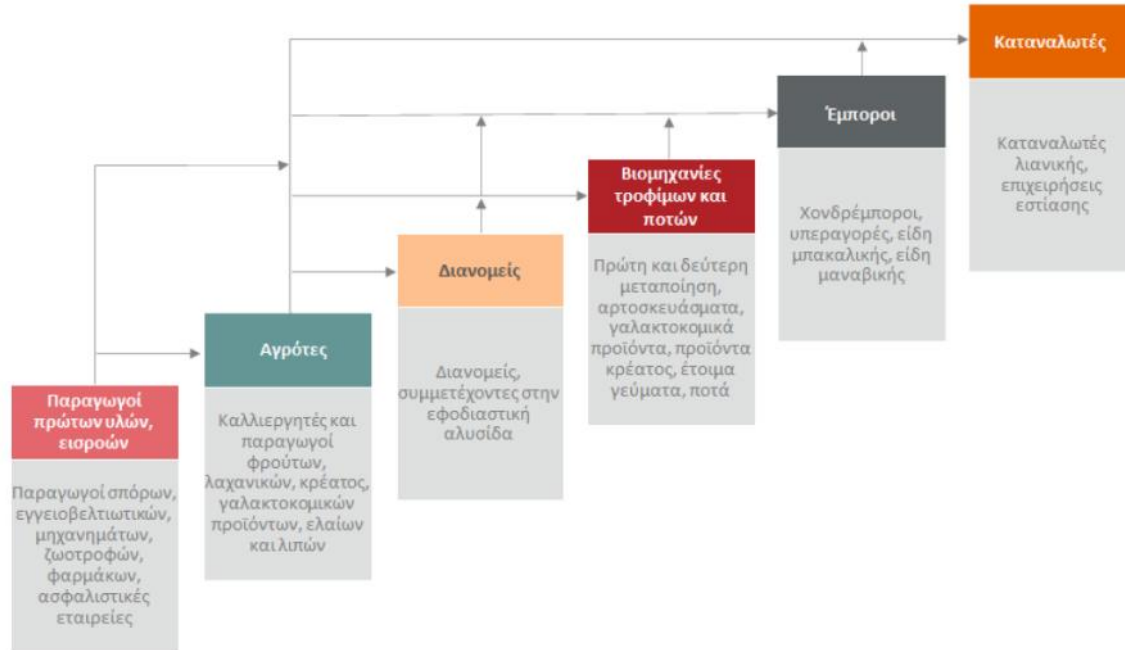 Παραγωγοί
πρώτων υλών,
εισροών
Παραγωγοί σπόρων,
εγγειοβελτιωτικών,
μηχανημάτων,
ζωοτροφών,
φαρμάκων,
ασφαλιστικές
εταιρείες
Αγρότες
Καλλιεργητές και
παραγωγοί
φρούτων,
λαχανικών, κρέατος,
γαλακτοκομικών
προϊόντων, ελαίων
και λιπών
Διανομείς
Διανομείς,
συμμετέχοντες στην
εφοδιαστική
αλυσίδα
Βιομηχανίες
τροφίμων και
ποτών
Πρώτη και δεύτερη
μεταποίηση,
αρτοσκευάσματα,
γαλακτοκομικά
προϊόντα, προϊόντα
κρέατος, έτοιμα
γεύματα, ποτά
Έμποροι
Χονδρέμποροι,
υπεραγορές, είδη
μπακαλικής, είδη
μαναβικής
Καταναλωτές
Καταναλωτές
λιανικής,
επιχειρήσεις
εστίασης